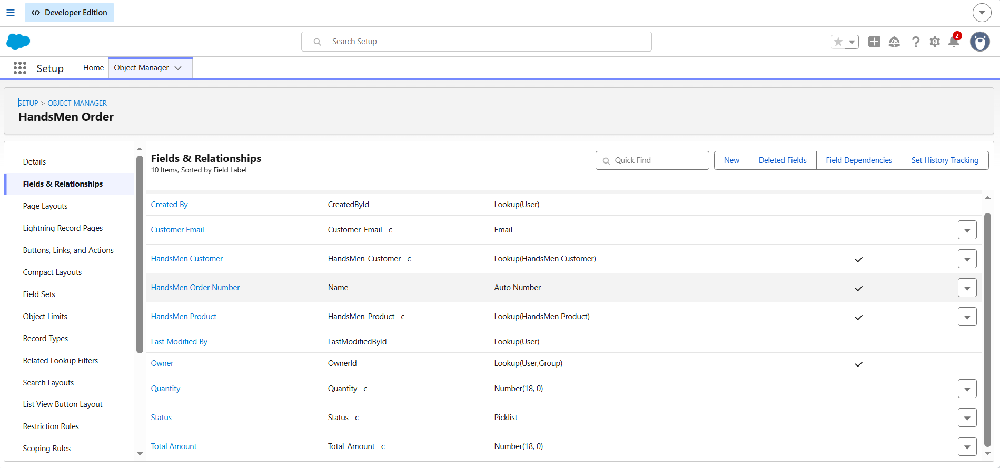 </> Developer Edition
Search Setup
2
Setup
Home
Object Manager
SETUP > OBJECT MANAGER
HandsMen Order
Details
Fields & Relationships
Page Layouts
Lightning Record Pages
Buttons, Links, and Actions
Compact Layouts
Field Sets
Object Limits
Record Types
Related Lookup Filters
Search Layouts
List View Button Layout
Restriction Rules
Scoping Rules
Fields & Relationships
10 Items, Sorted by Field Label
Quick Find
New
Deleted Fields
Field Dependencies
Set History Tracking
Created By CreatedById Lookup(User)
Customer Email Customer_Email__c Email
HandsMen Customer HandsMen_Customer__c Lookup(HandsMen Customer)
HandsMen Order Number Name Auto Number
HandsMen Product HandsMen_Product__c Lookup(HandsMen Product)
Last Modified By LastModifiedById Lookup(User)
Owner OwnerId Lookup(User,Group)
Quantity Quantity__c Number(18, 0)
Status Status__c Picklist
Total Amount Total_Amount__c Number(18, 0)